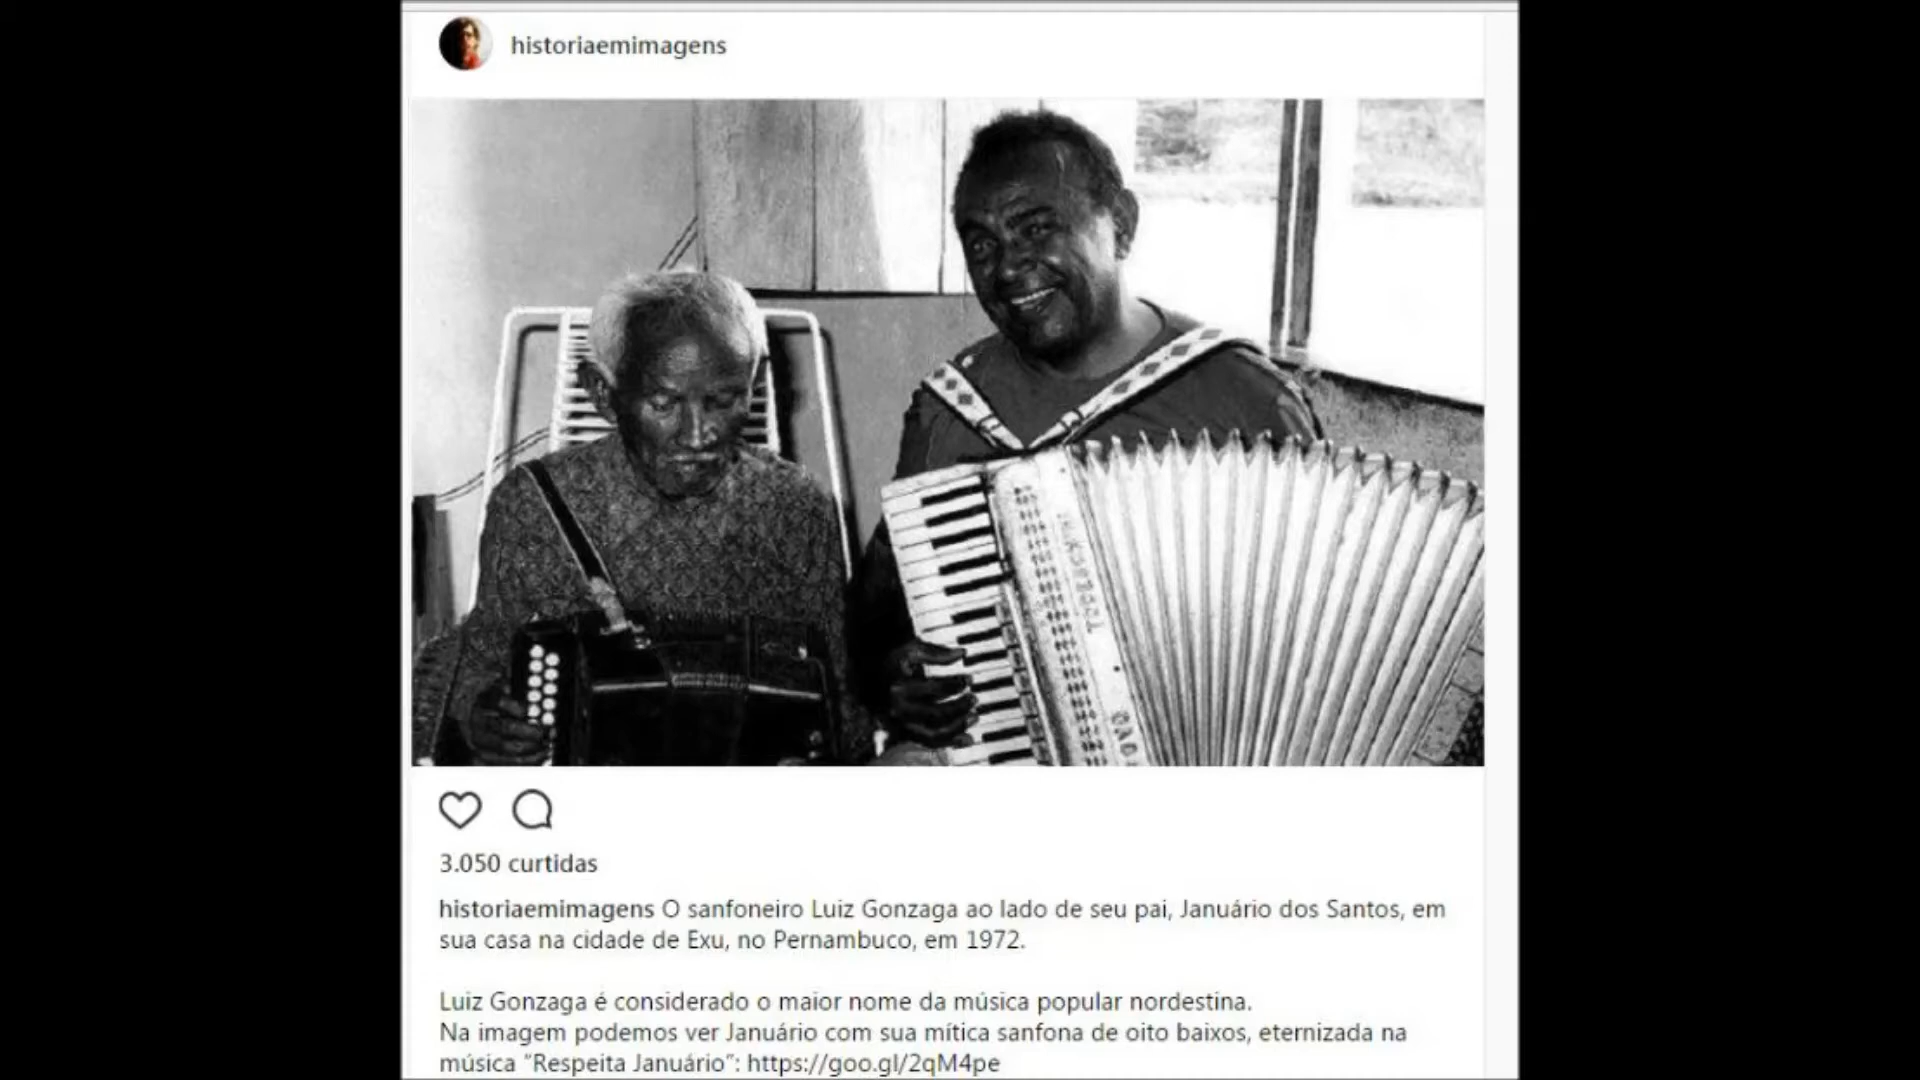 historiaemimagens
TODESCHINI
3.050 curtidas
historiaemimagens O sanfoneiro Luiz Gonzaga ao lado de seu pai, Januário dos Santos, em
sua casa na cidade de Exu, no Pernambuco, em 1972.
Luiz Gonzaga é considerado o maior nome da música popular nordestina.
Na imagem podemos ver Januário com sua mítica sanfona de oito baixos, eternizada na
música “Respeita Januário”: https://goo.gl/2qM4pe